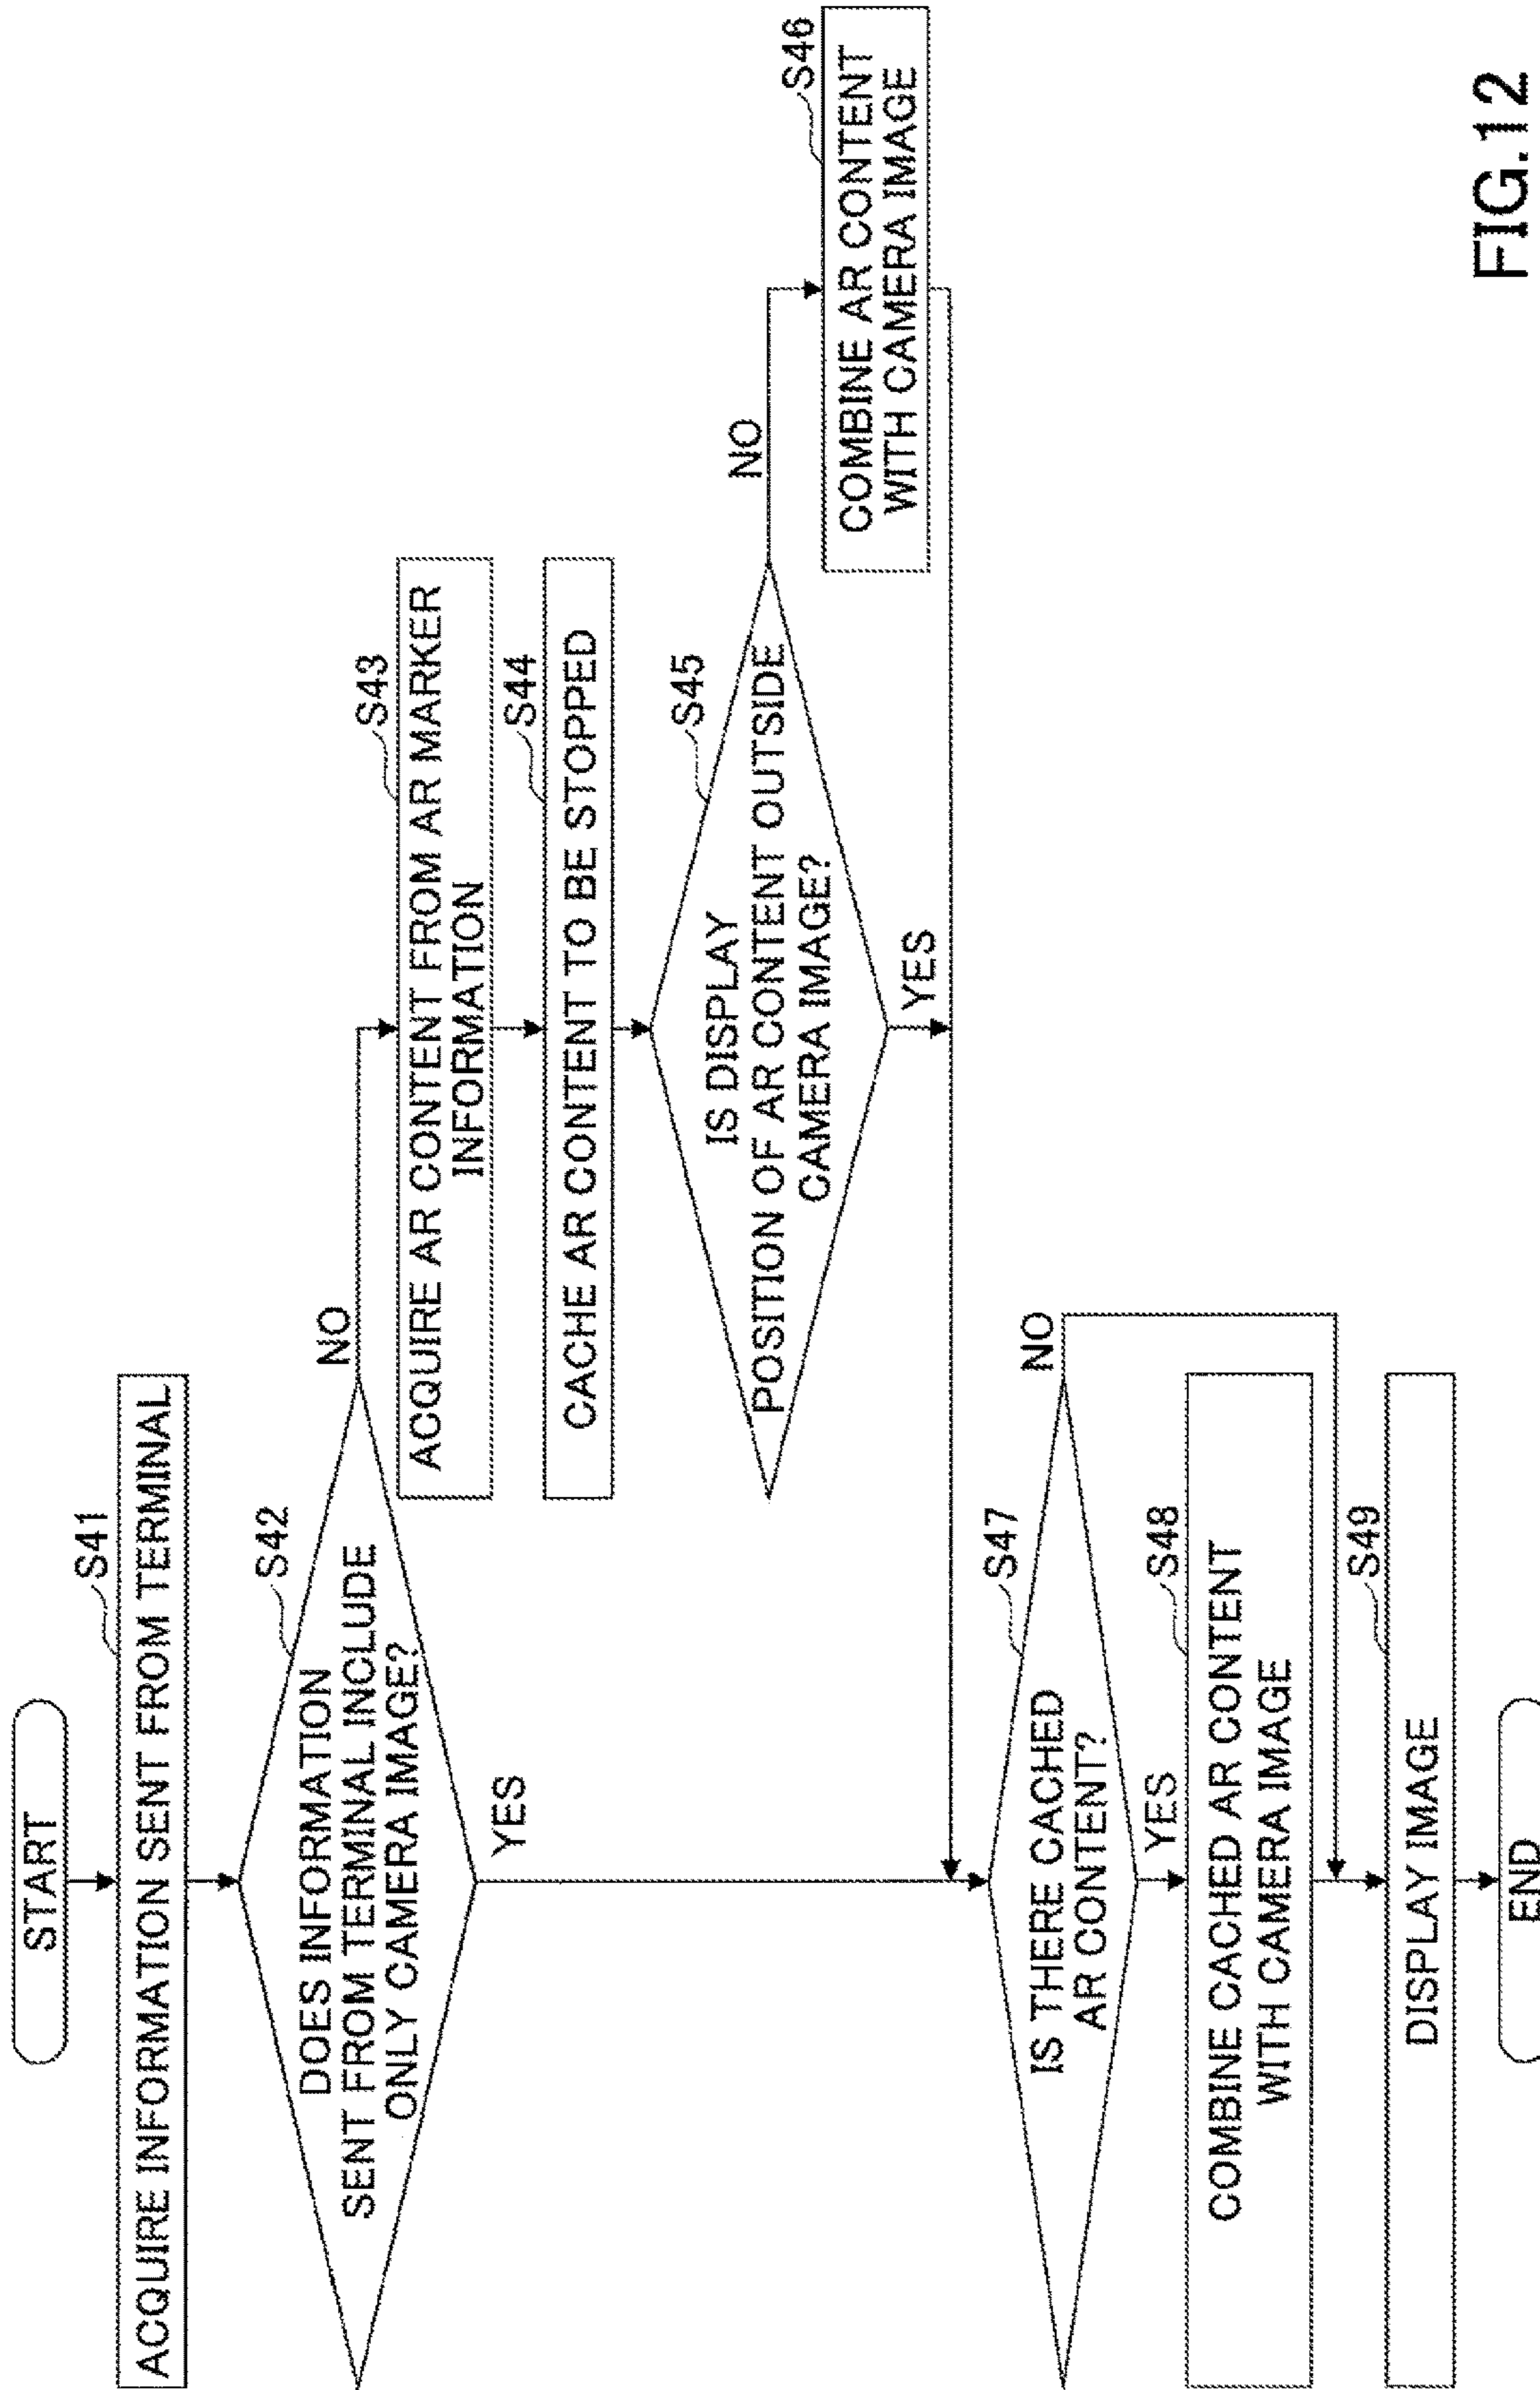 START
S41
ACQUIRE INFORMATION SENT FROM TERMINAL
S42
DOES INFORMATION
SENT FROM TERMINAL INCLUDE
ONLY CAMERA IMAGE?
NO
YES
S43
ACQUIRE AR CONTENT FROM AR MARKER
INFORMATION
S44
CACHE AR CONTENT TO BE STOPPED
S45
IS DISPLAY
POSITION OF AR CONTENT OUTSIDE
CAMERA IMAGE?
NO
YES
S46
COMBINE AR CONTENT
WITH CAMERA IMAGE
S47
IS THERE CACHED
AR CONTENT?
NO
YES
S48
COMBINE CACHED AR CONTENT
WITH CAMERA IMAGE
S49
DISPLAY IMAGE
END
FIG.12